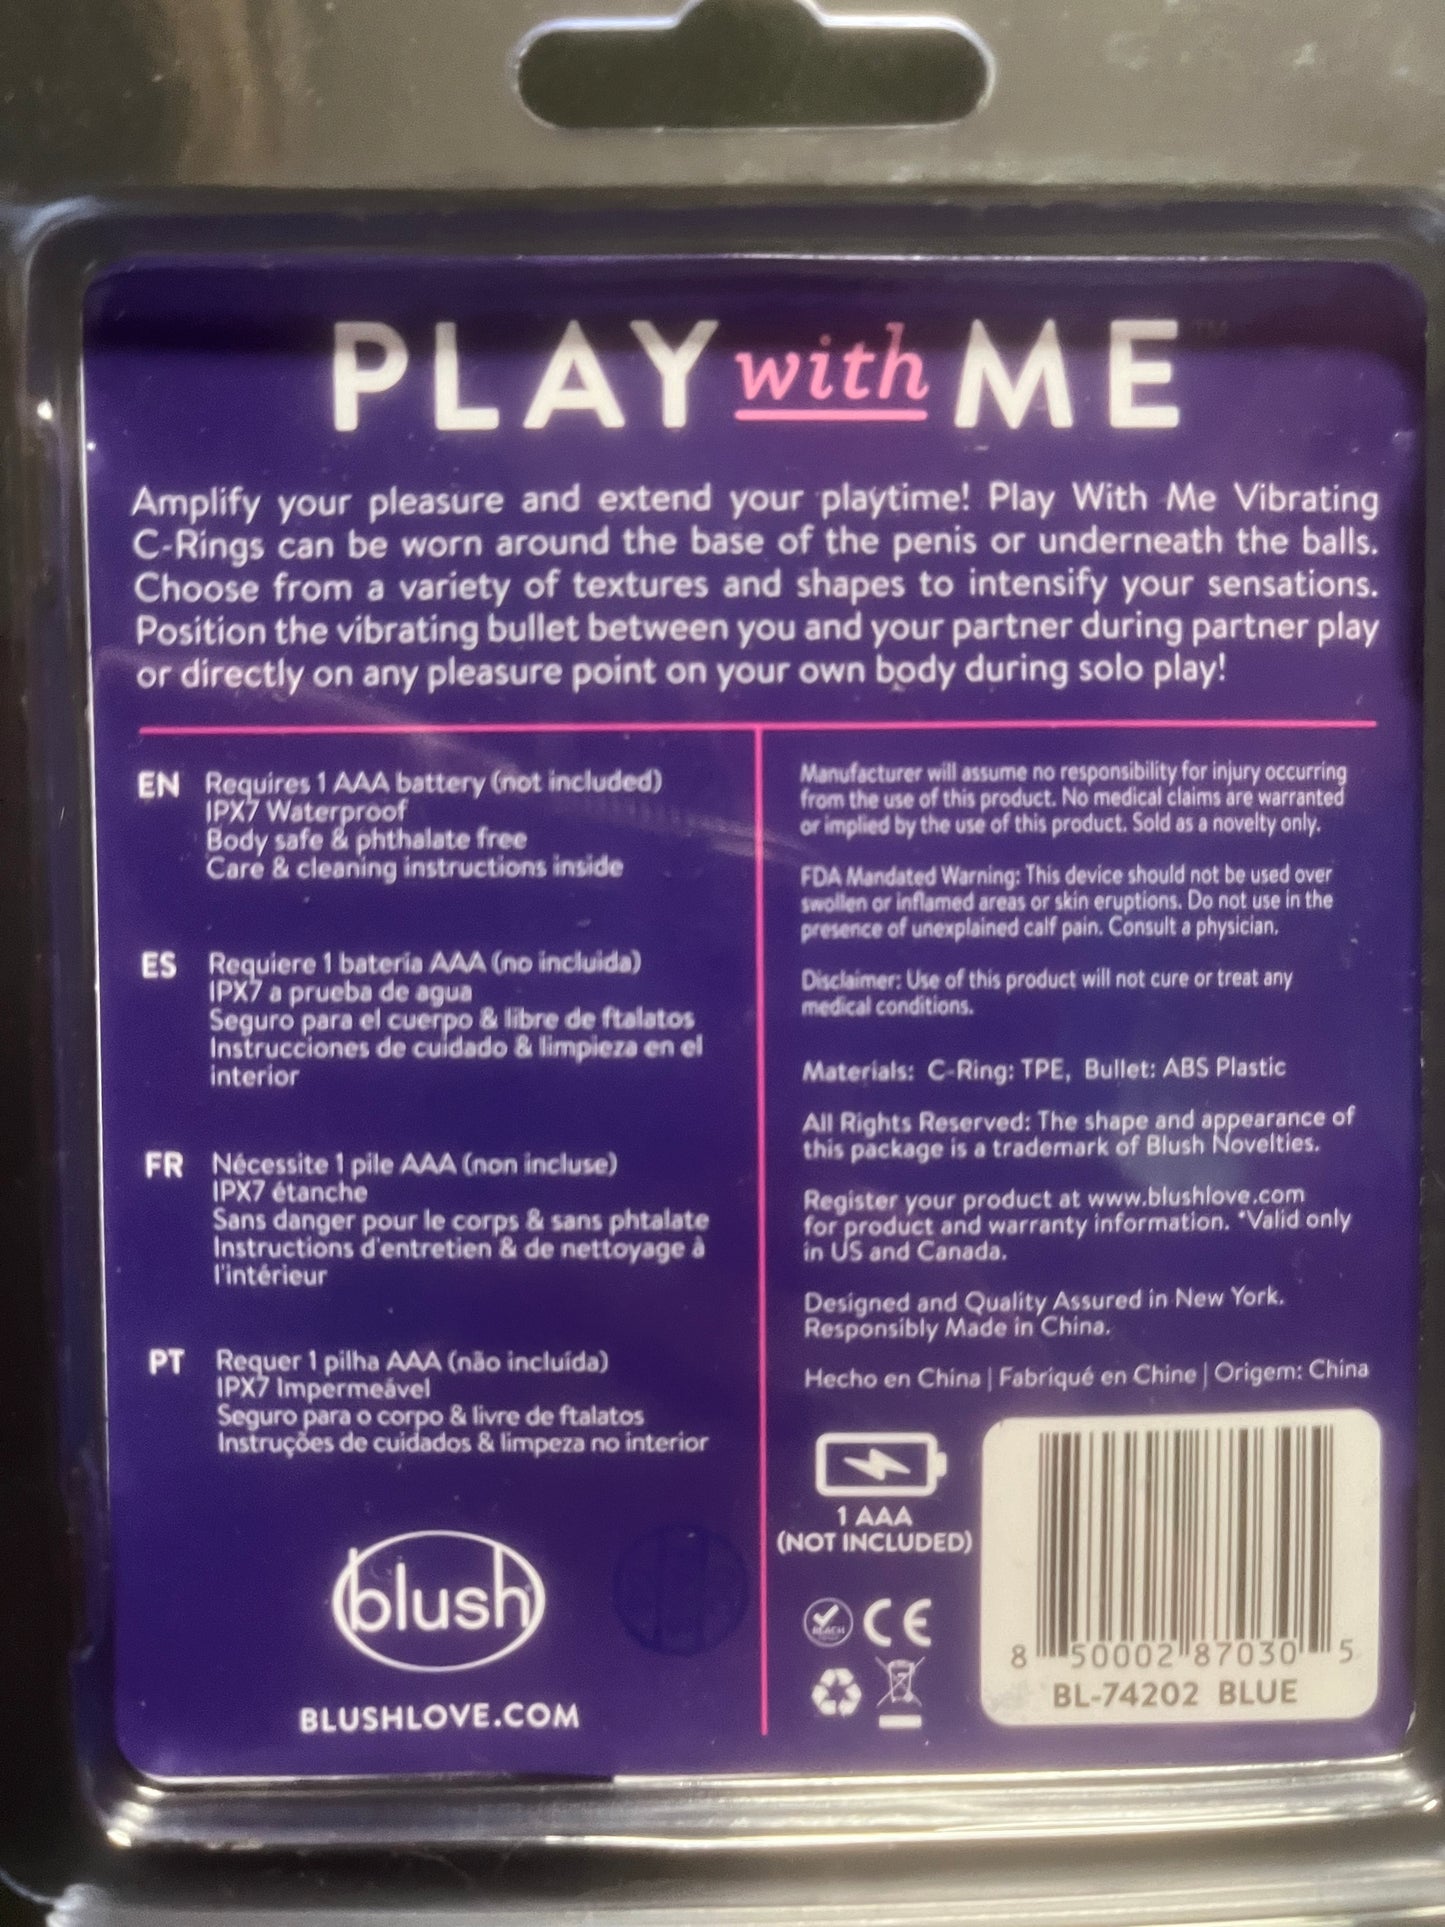 PLAY with ME™
Amplify your pleasure and extend your playtime! Play With Me Vibrating
C-Rings can be worn around the base of the penis or underneath the balls.
Choose from a variety of textures and shapes to intensify your sensations.
Position the vibrating bullet between you and your partner during partner play
or directly on any pleasure point on your own body during solo play!
EN Requires 1 AAA battery (not included)
IPX7 Waterproof
Body safe & phthalate free
Care & cleaning instructions inside
ES Requiere 1 batería AAA (no incluida)
IPX7 a prueba de agua
Seguro para el cuerpo & libre de ftalatos
Instrucciones de cuidado & limpieza en el
interior
FR Nécessite 1 pile AAA (non incluse)
IPX7 étanche
Sans danger pour le corps & sans phtalate
Instructions d'entretien & de nettoyage à
l'intérieur
PT Requer 1 pilha AAA (não incluída)
IPX7 Impermeável
Seguro para o corpo & livre de ftalatos
Instruções de cuidados & limpeza no interior
blush
BLUSHLOVE.COM
Manufacturer will assume no responsibility for injury occurring
from the use of this product. No medical claims are warranted
or implied by the use of this product. Sold as a novelty only.
FDA Mandated Warning: This device should not be used over
swollen or inflamed areas or skin eruptions. Do not use in the
presence of unexplained calf pain. Consult a physician.
Disclaimer: Use of this product will not cure or treat any
medical conditions.
Materials: C-Ring: TPE, Bullet: ABS Plastic
All Rights Reserved: The shape and appearance of
this package is a trademark of Blush Novelties.
Register your product at www.blushlove.com
for product and warranty information. *Valid only
in US and Canada.
Designed and Quality Assured in New York.
Responsibly Made in China.
Hecho en China | Fabriqué en Chine | Origem: China
1 AAA
(NOT INCLUDED)
REACH CE
8 50002 87030 5
BL-74202 BLUE